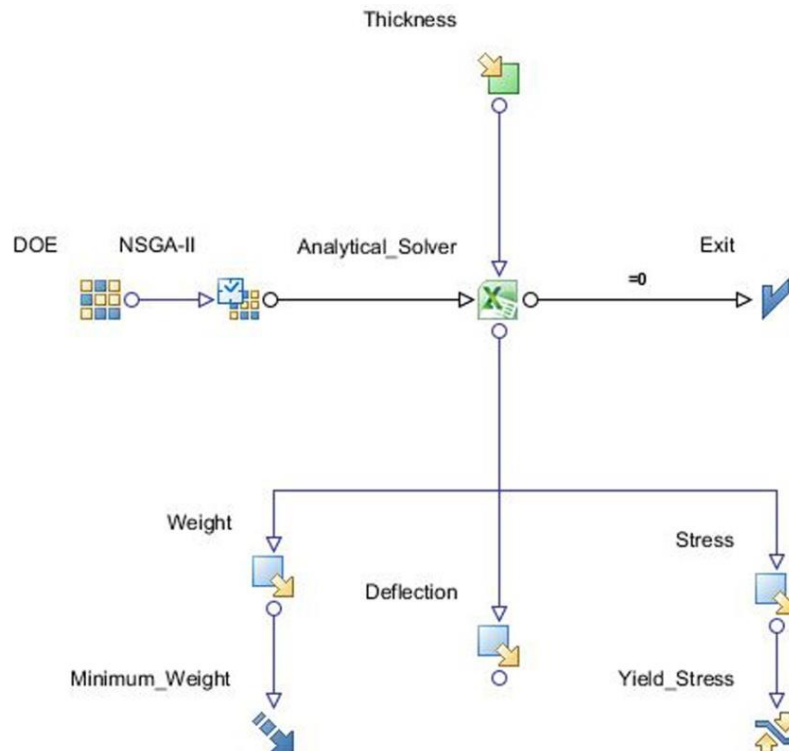 Thickness
DOE
NSGA-II
Analytical_Solver
=0
Exit
Weight
Deflection
Stress
Minimum_Weight
Yield_Stress